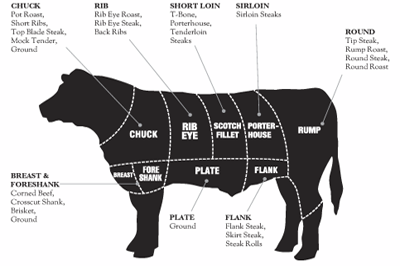 CHUCK
Pot Roast,
Short Ribs,
Top Blade Steak,
Mock Tender,
Ground
RIB
Rib Eye Roast,
Rib Eye Steak,
Back Ribs
SHORT LOIN
T-Bone,
Porterhouse,
Tenderloin
Steaks
SIRLOIN
Sirloin Steaks
ROUND
Tip Steak,
Rump Roast,
Round Steak,
Round Roast
CHUCK
RIB
EYE
SCOTCH
FILLET
PORTER-
HOUSE
RUMP
BREAST
FORE
SHANK
PLATE
FLANK
BREAST &
FORESHANK
Corned Beef,
Crosscut Shank,
Brisket,
Ground
PLATE
Ground
FLANK
Flank Steak,
Skirt Steak,
Steak Rolls